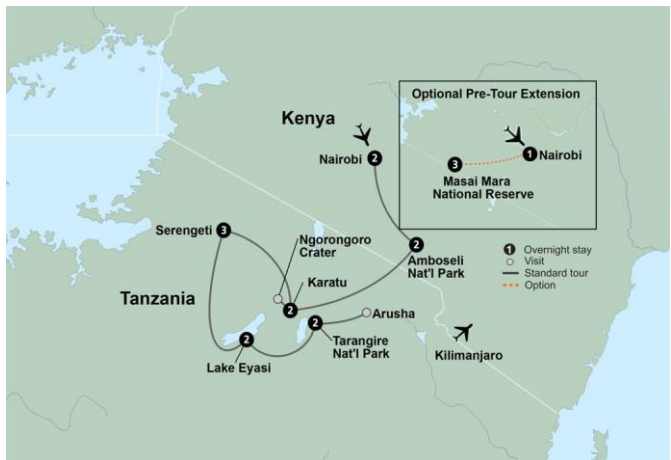 Optional Pre-Tour Extension
Kenya
Nairobi
2
1
Nairobi
3
Masai Mara
National Reserve
Serengeti
3
Ngorongoro
Crater
2
Amboseli
Nat'l Park
1
Overnight stay
Visit
Standard tour
Option
Karatu
Tanzania
2
Arusha
2
Tarangire
Nat'l Park
2
Lake Eyasi
Kilimanjaro